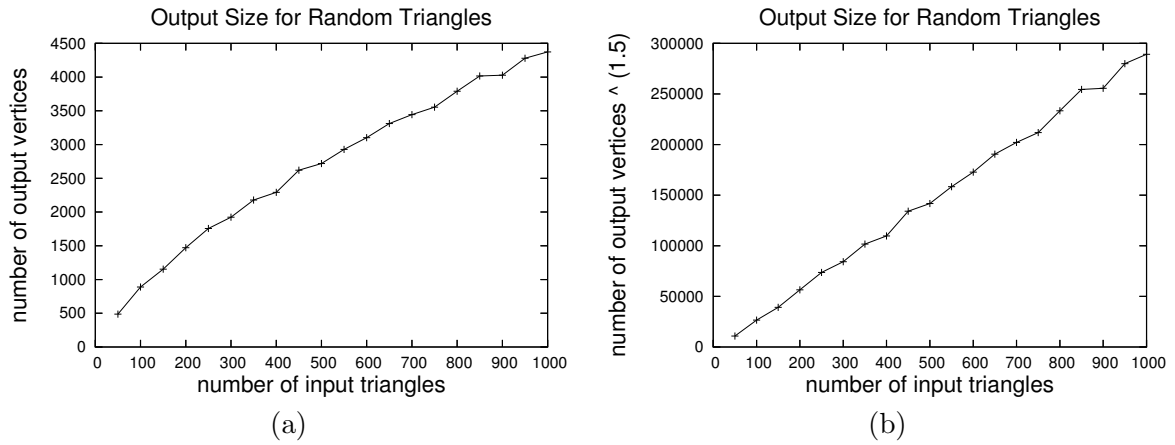 Output Size for Random Triangles
number of output vertices
4500
4000
3500
3000
2500
2000
1500
1000
500
0
0 100 200 300 400 500 600 700 800 900 1000
number of input triangles
(a)
Output Size for Random Triangles
number of output vertices ^ (1.5)
300000
250000
200000
150000
100000
50000
0
0 100 200 300 400 500 600 700 800 900 1000
number of input triangles
(b)